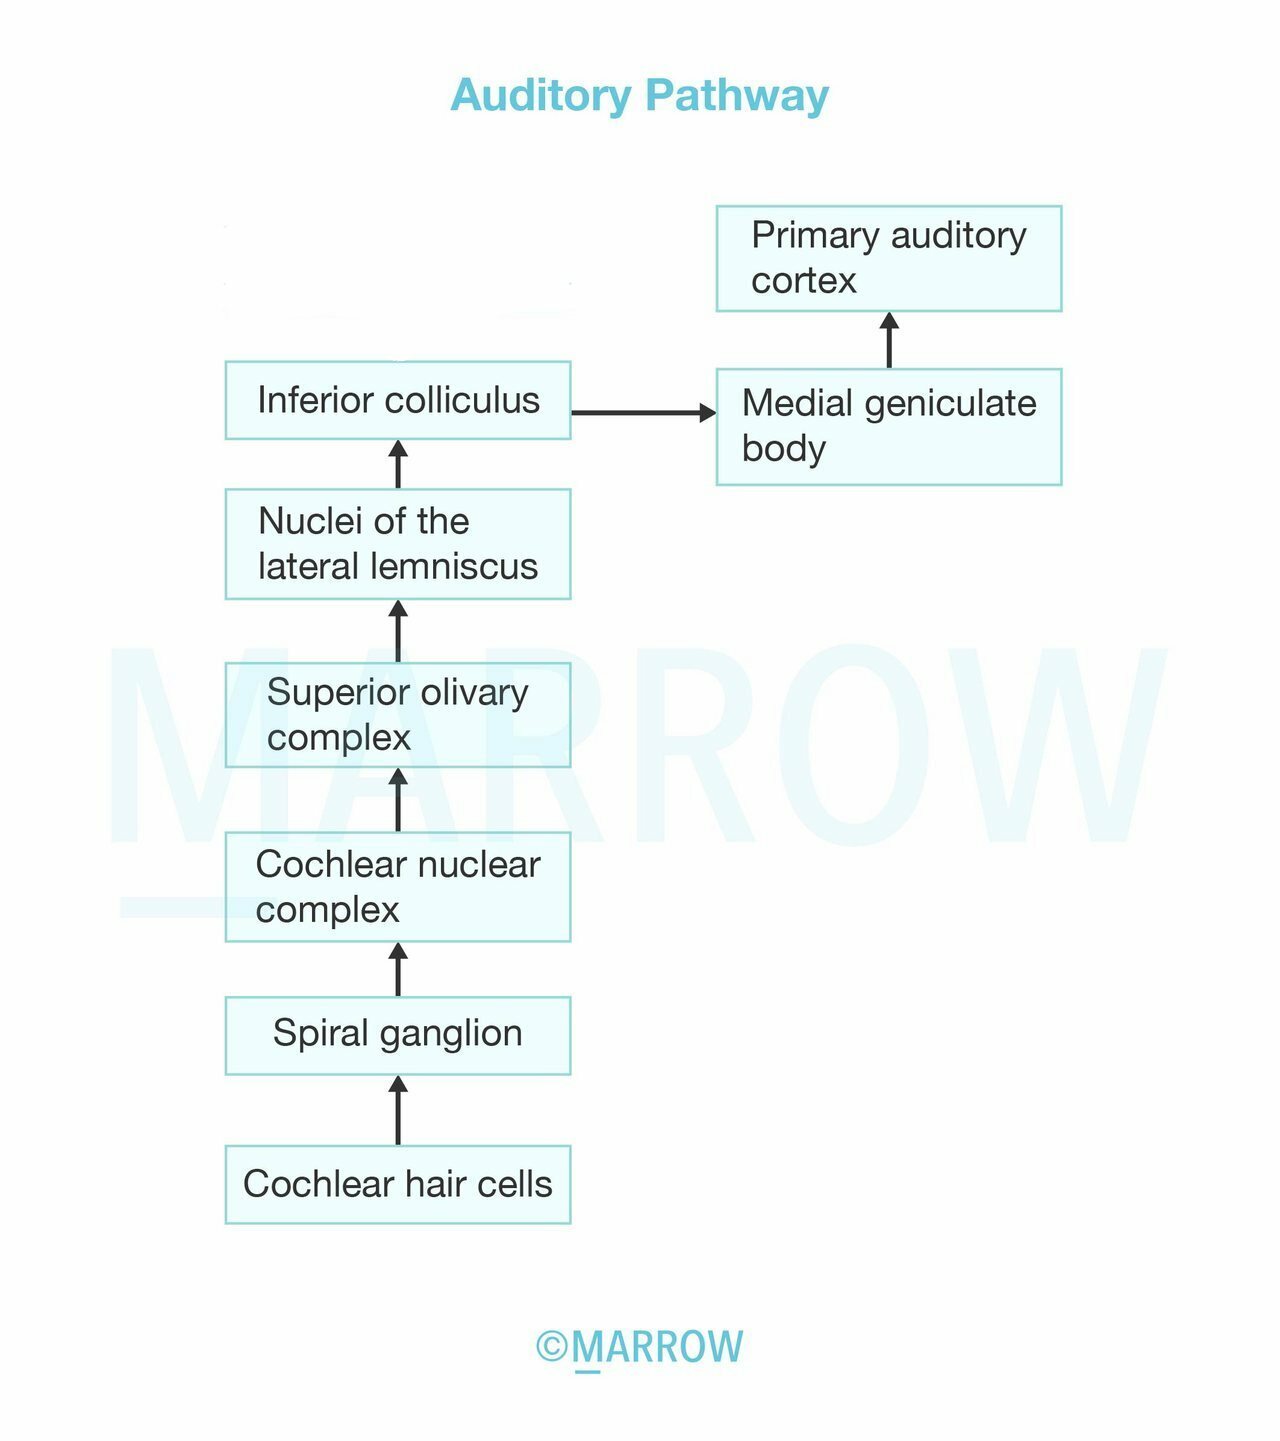 Auditory Pathway
Primary auditory
cortex
Inferior colliculus
Medial geniculate
body
Nuclei of the
lateral lemniscus
Superior olivary
complex
Cochlear nuclear
complex
Spiral ganglion
Cochlear hair cells
MARROW
©MARROW